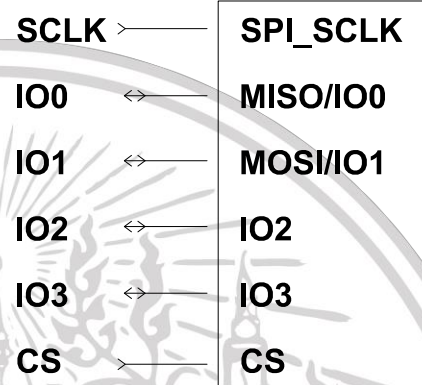 SCLK SPI_SCLK
IO0 MISO/IO0
IO1 MOSI/IO1
IO2 IO2
IO3 IO3
CS CS